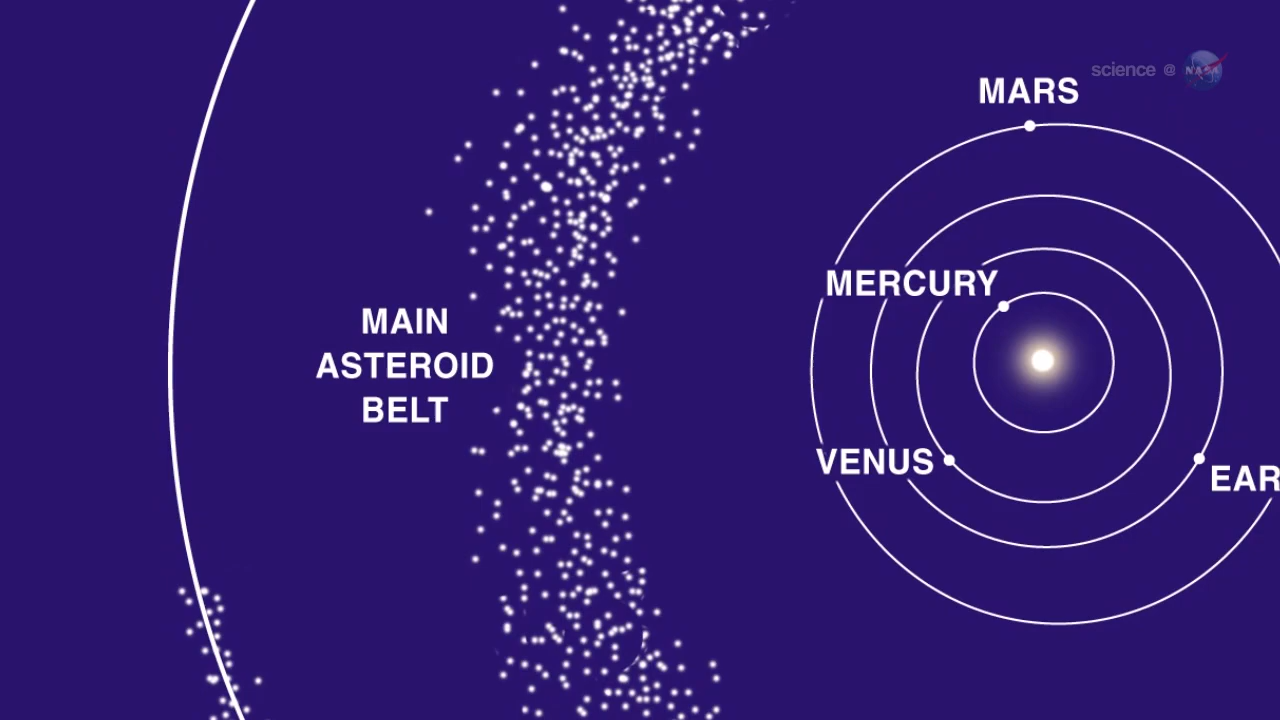 science @ NASA
MARS
MERCURY
MAIN
ASTEROID
BELT
VENUS
EAR